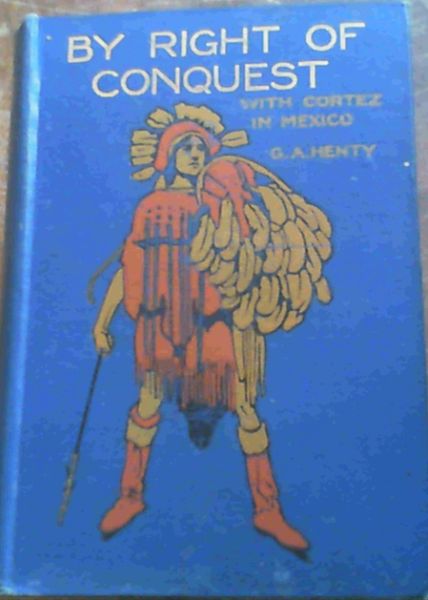 BY RIGHT OF
CONQUEST
WITH CORTEZ
IN MEXICO
G.A.HENTY